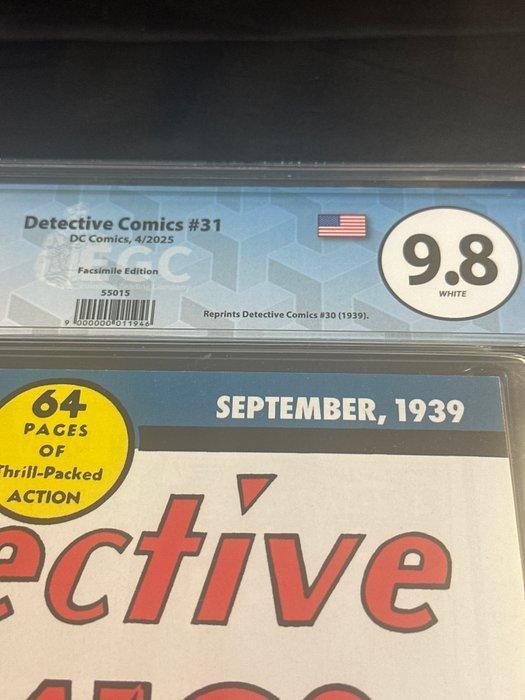 Detective Comics #31
DC Comics, 4/2025
Facsimile Edition
55015
9 000000 011946
EGC
Reprints Detective Comics #30 (1939).
9.8
WHITE
64
PAGES
OF
Thrill-Packed
ACTION
SEPTEMBER, 1939
ective